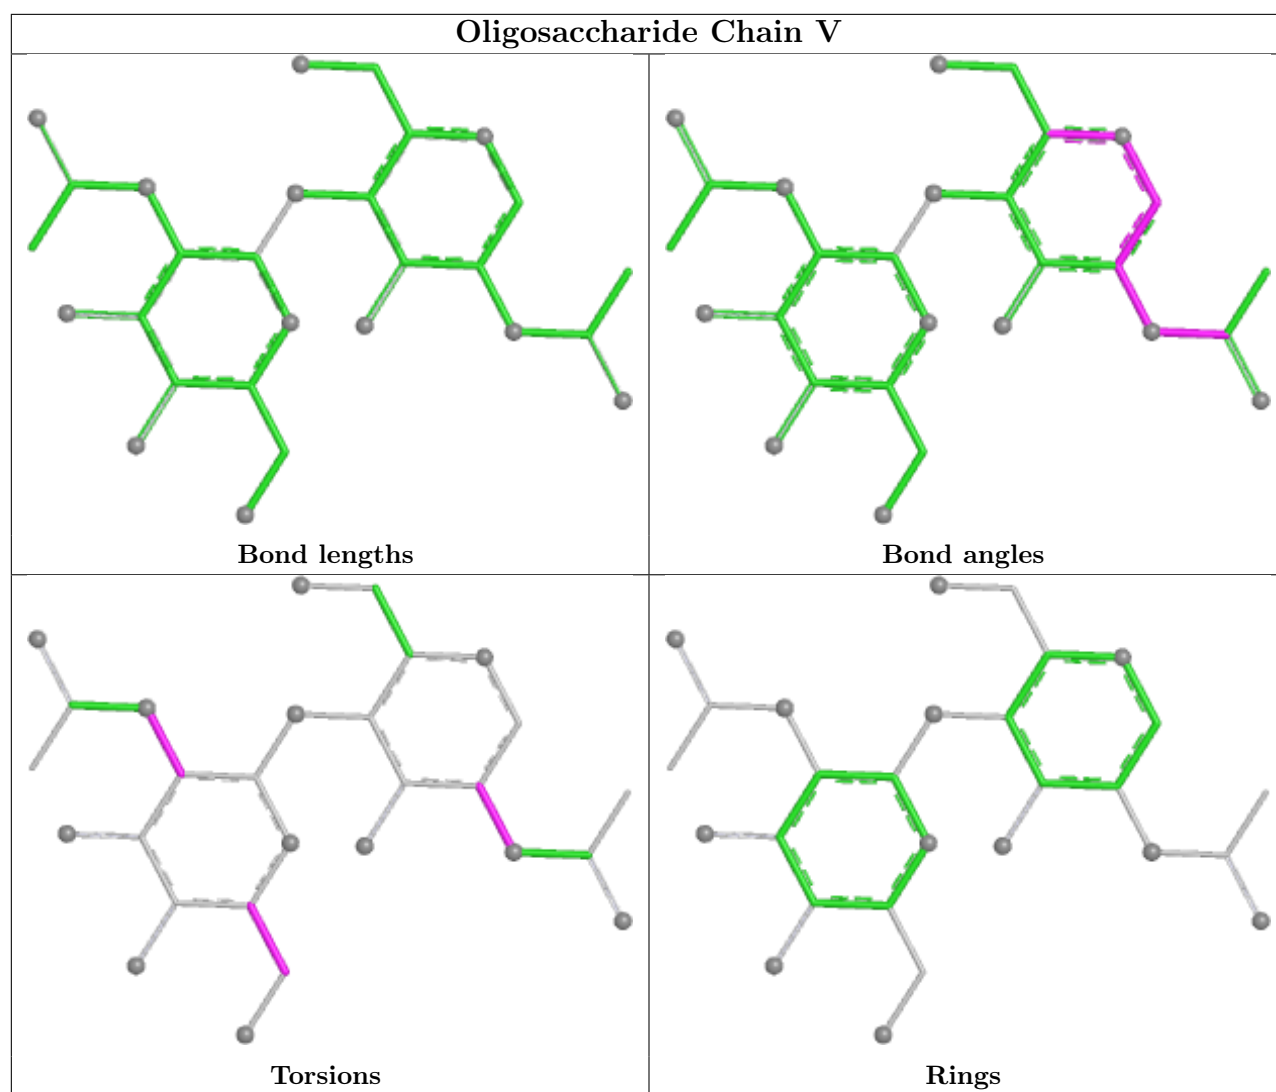 Oligosaccharide Chain V
Bond lengths
Bond angles
Torsions
Rings